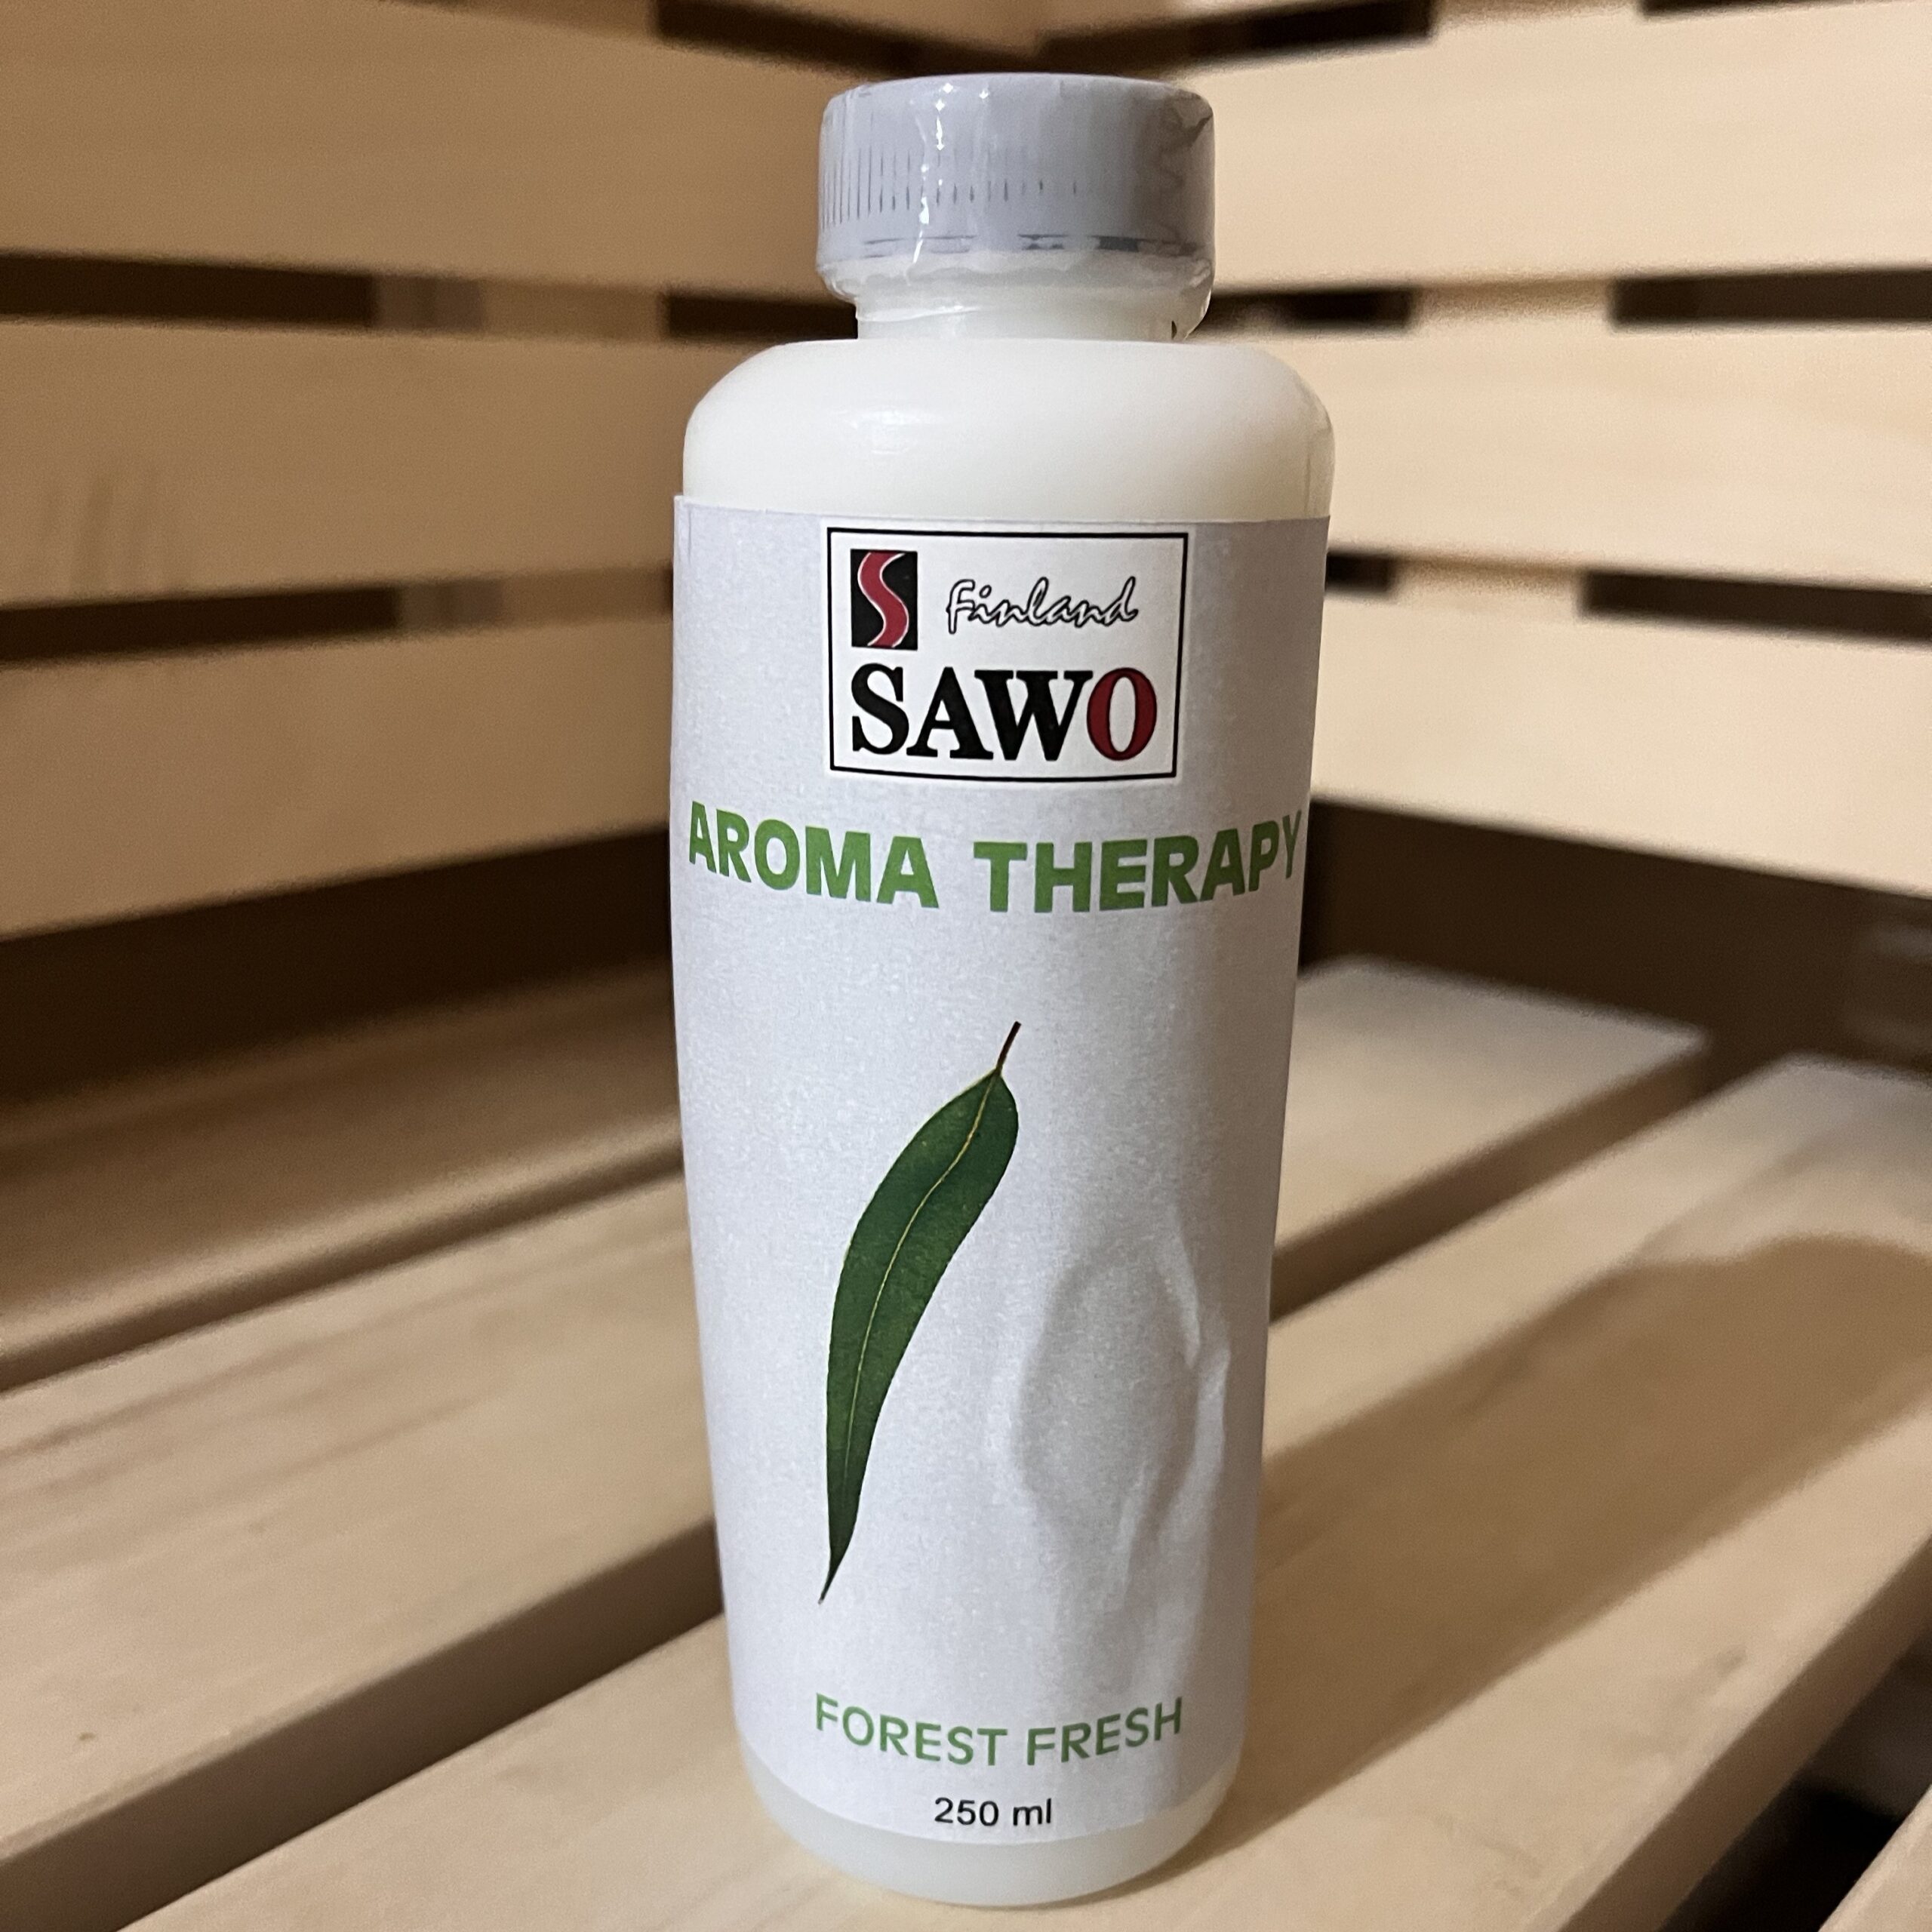 Finland
SAWO
AROMA THERAPY
FOREST FRESH
250 ml